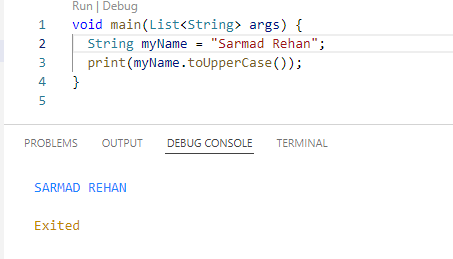 Run | Debug
1 void main(List<String> args) {
2 String myName = "Sarmad Rehan";
3 print(myName.toUpperCase());
4 }
5
PROBLEMS OUTPUT DEBUG CONSOLE TERMINAL
SARMAD REHAN
Exited